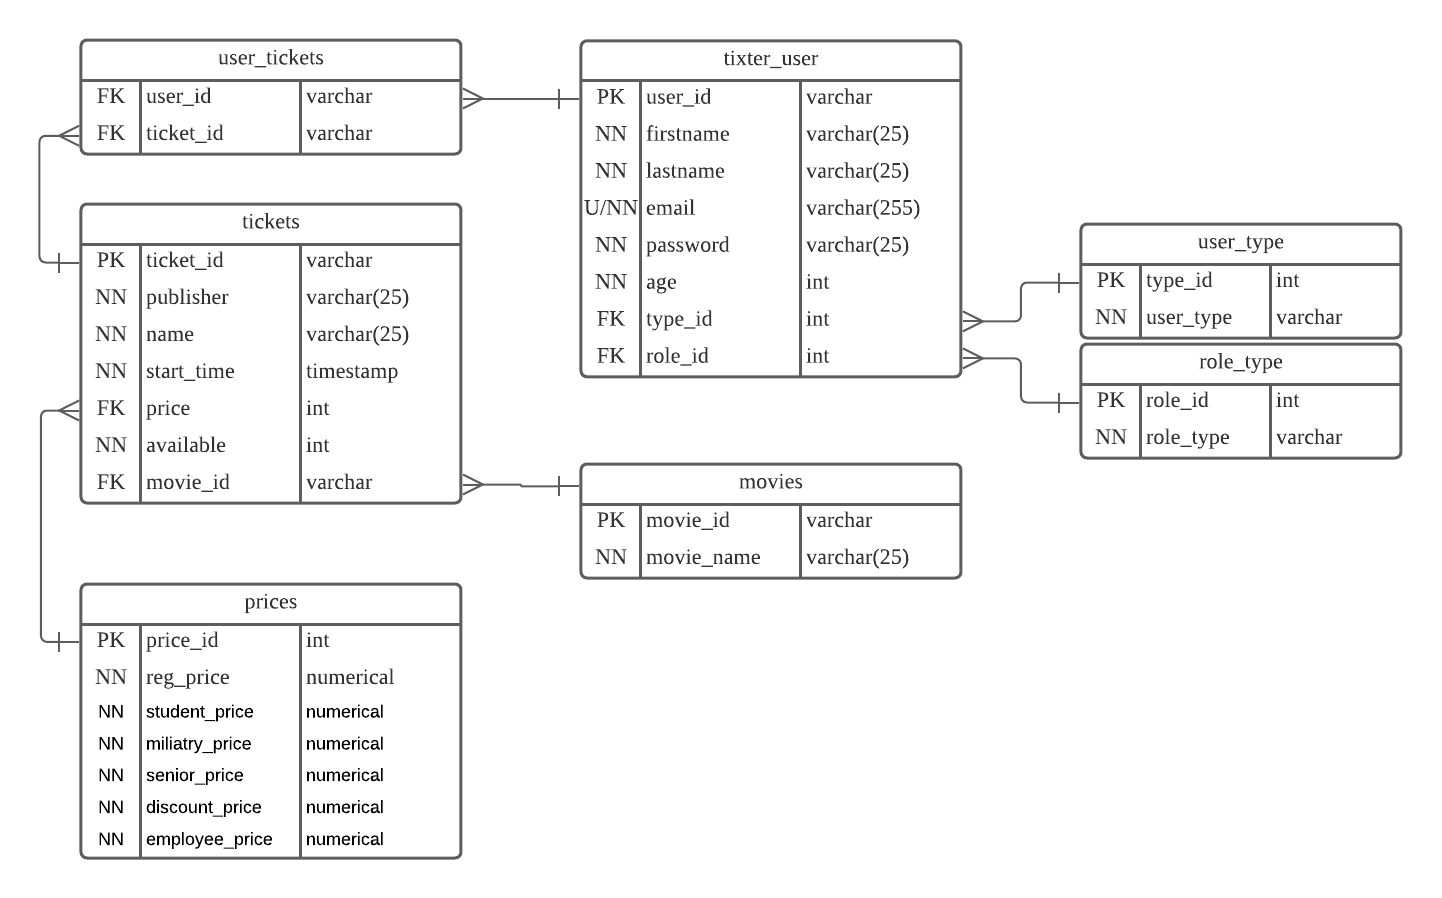 user_tickets
FK user_id varchar
FK ticket_id varchar
tixter_user
PK user_id varchar
NN firstname varchar(25)
NN lastname varchar(25)
U/NN email varchar(255)
NN password varchar(25)
NN age int
FK type_id int
FK role_id int
tickets
PK ticket_id varchar
NN publisher varchar(25)
NN name varchar(25)
NN start_time timestamp
FK price int
NN available int
FK movie_id varchar
user_type
PK type_id int
NN user_type varchar
role_type
PK role_id int
NN role_type varchar
movies
PK movie_id varchar
NN movie_name varchar(25)
prices
PK price_id int
NN reg_price numerical
NN student_price numerical
NN miliatry_price numerical
NN senior_price numerical
NN discount_price numerical
NN employee_price numerical